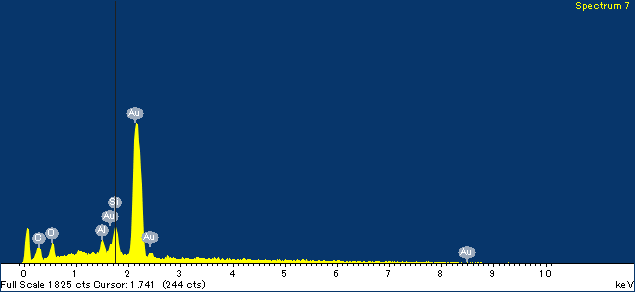 Spectrum 7
Au
Si
Au
Al
Au
O
Au
0 1 2 3 4 5 6 7 8 9 10
Full Scale 1825 cts Cursor: 1.741 (244 cts) keV